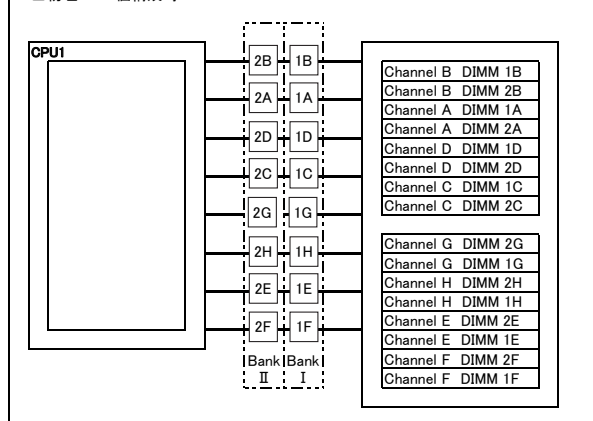 CPU1
2B 1B
2A 1A
2D 1D
2C 1C
2G 1G
2H 1H
2E 1E
2F 1F
Bank Bank
Ⅱ Ⅰ
Channel B DIMM 1B
Channel B DIMM 2B
Channel A DIMM 1A
Channel A DIMM 2A
Channel D DIMM 1D
Channel D DIMM 2D
Channel C DIMM 1C
Channel C DIMM 2C
Channel G DIMM 2G
Channel G DIMM 1G
Channel H DIMM 2H
Channel H DIMM 1H
Channel E DIMM 2E
Channel E DIMM 1E
Channel F DIMM 2F
Channel F DIMM 1F